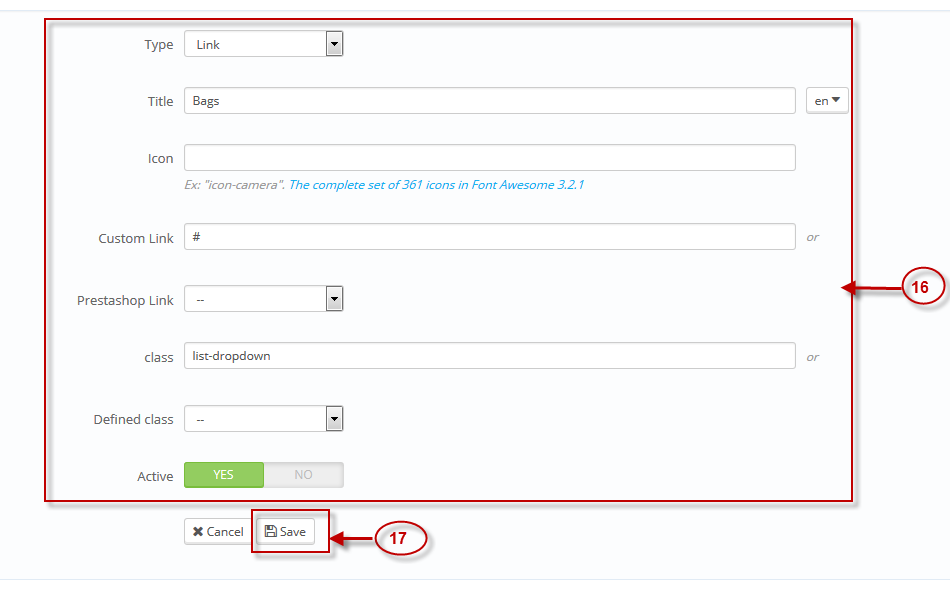 Type Link
Title Bags en
Icon
Ex: "icon-camera". The complete set of 361 icons in Font Awesome 3.2.1
Custom Link # or
16
Prestashop Link --
class list-dropdown or
Defined class --
Active YES NO
Cancel Save 17